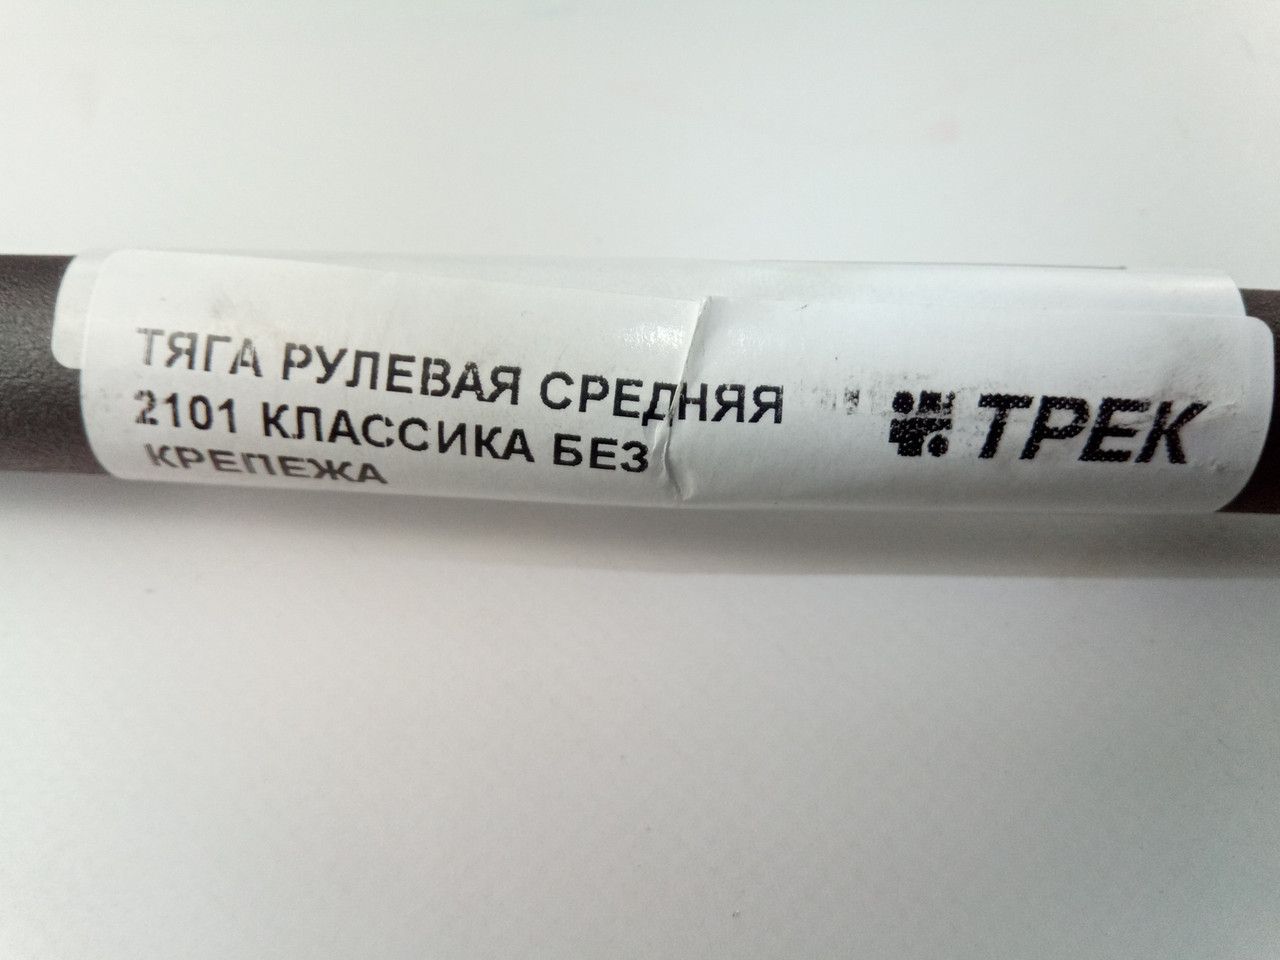 ТЯГА РУЛЕВАЯ СРЕДНЯЯ
2101 КЛАССИКА БЕЗ
КРЕПЕЖА
ТРЕК